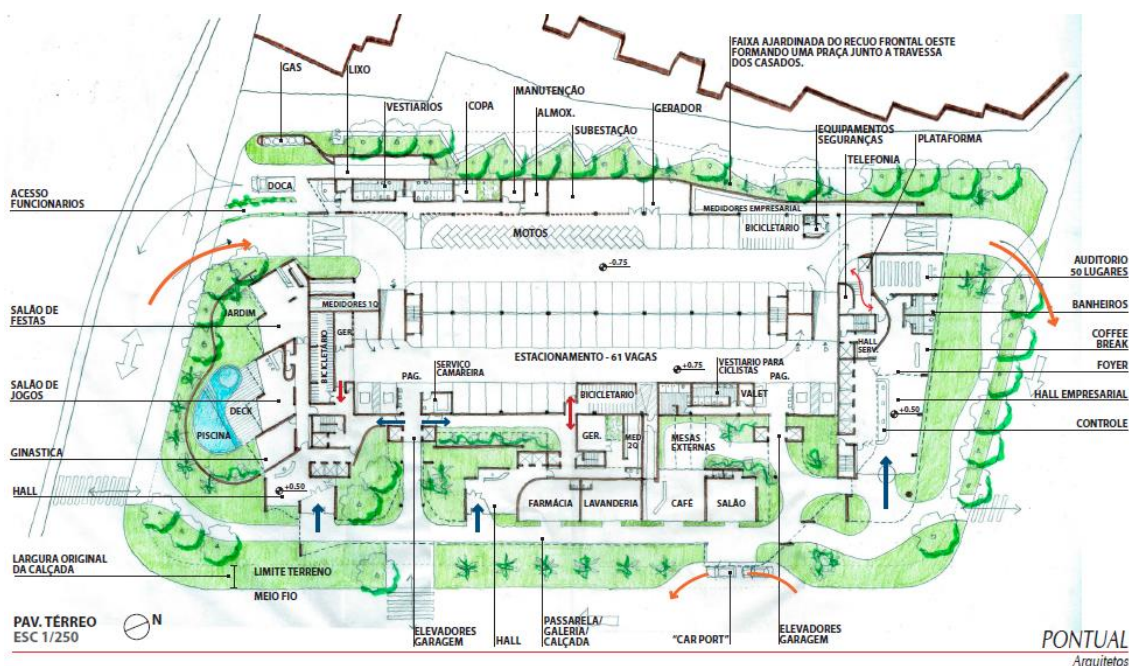 FAIXA AJARDINADA DO RECUO FRONTAL OESTE
FORMANDO UMA PRAÇA JUNTO A TRAVESSA
DOS CASADOS.
GAS
LIXO
VESTIARIOS
COPA
MANUTENÇÃO
ALMOX.
SUBESTAÇÃO
GERADOR
EQUIPAMENTOS
SEGURANÇAS
PLATAFORMA
TELEFONIA
DOCA
ACESSO
FUNCIONARIOS
MEDIDORES EMPRESARIAL
BICICLETARIO
MOTOS
-0.75
AUDITORIO
50 LUGARES
SALÃO DE
FESTAS
JARDIM
MEDIDORES 1Q
BANHEIROS
BICICLETARIO
GER.
COFFEE
BREAK
HALL
SERV.
ESTACIONAMENTO - 61 VAGAS
FOYER
SALÃO DE
JOGOS
PAG.
SERVIÇO
CAMAREIRA
+0.75
VESTIARIO PARA
CICLISTAS
PAG.
DECK
BICICLETARIO
VALET
HALL EMPRESARIAL
+0.50
PISCINA
CONTROLE
GER.
MED
2Q
MESAS
EXTERNAS
GINASTICA
HALL
+0.50
FARMÁCIA
LAVANDERIA
CAFÉ
SALÃO
LARGURA ORIGINAL
DA CALÇADA
LIMITE TERRENO
MEIO FIO
PAV. TÉRREO
ESC 1/250
N
ELEVADORES
GARAGEM
HALL
PASSARELA/
GALERIA/
CALÇADA
"CAR PORT"
ELEVADORES
GARAGEM
PONTUAL
Arquitetos